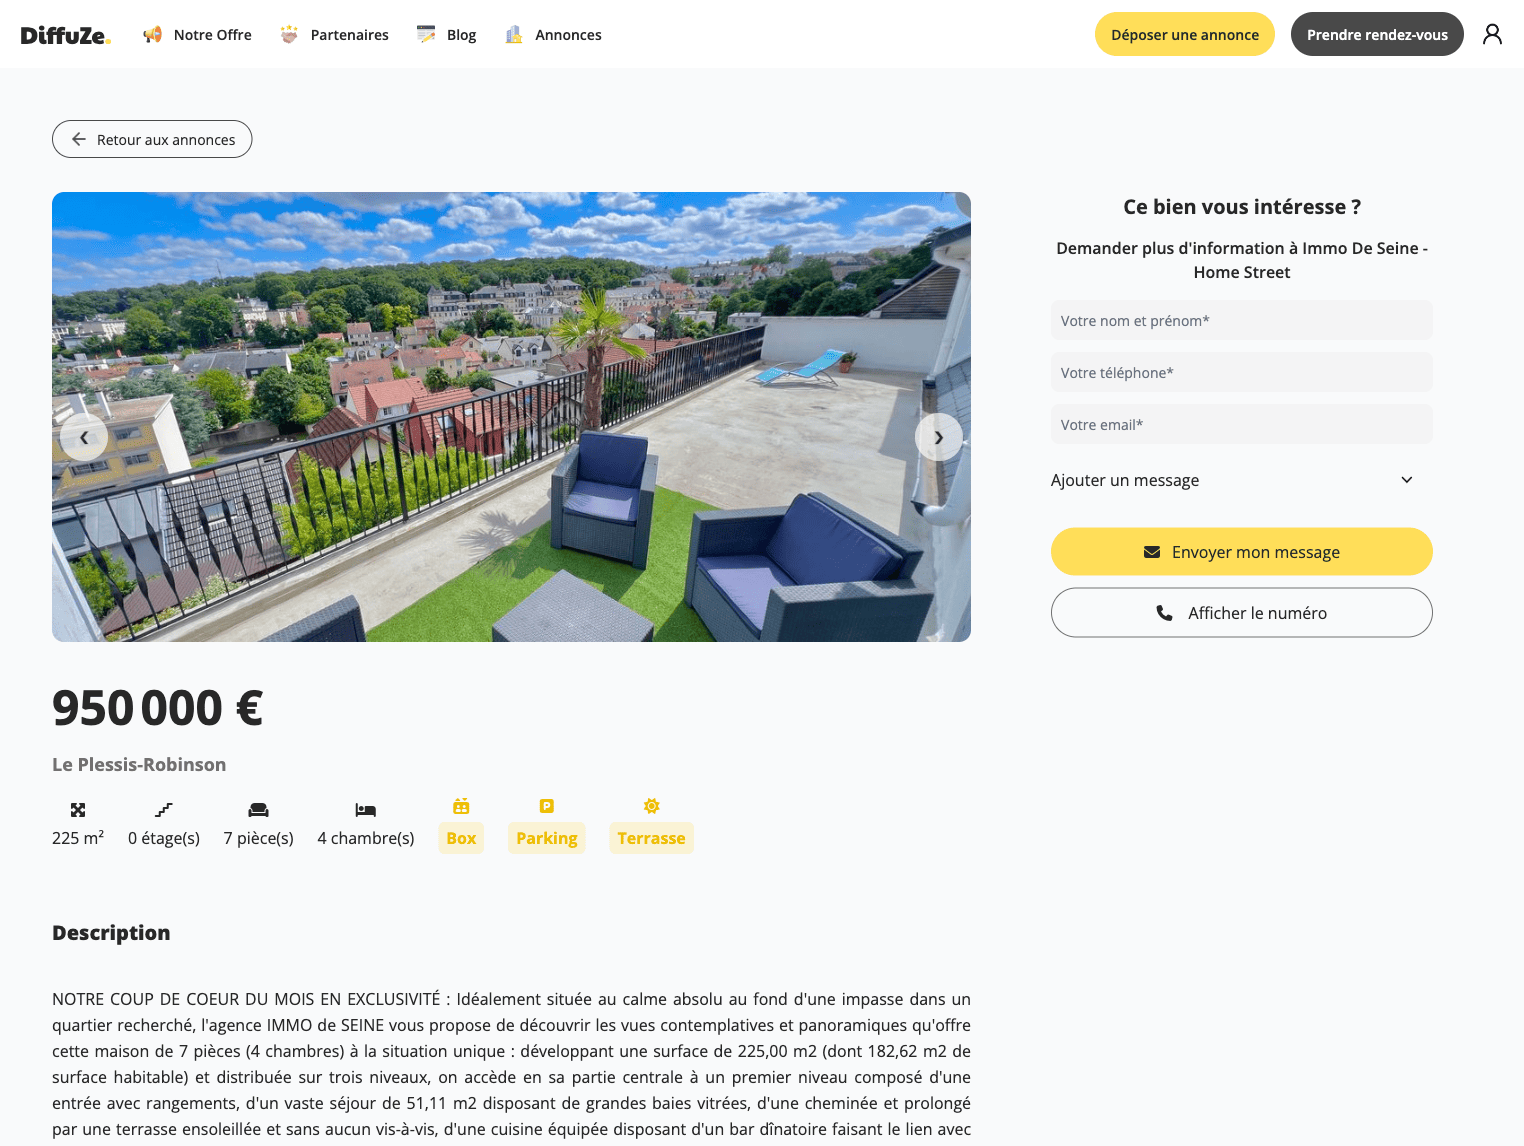 DiffuZe.
Notre Offre
Partenaires
Blog
Annonces
Déposer une annonce
Prendre rendez-vous
Retour aux annonces
Ce bien vous intéresse ?
Demander plus d'information à Immo De Seine -
Home Street
Votre nom et prénom*
Votre téléphone*
Votre email*
Ajouter un message
Envoyer mon message
Afficher le numéro
950 000 €
Le Plessis-Robinson
225 m²
0 étage(s)
7 pièce(s)
4 chambre(s)
Box
Parking
Terrasse
Description
NOTRE COUP DE COEUR DU MOIS EN EXCLUSIVITÉ : Idéalement située au calme absolu au fond d'une impasse dans un
quartier recherché, l'agence IMMO de SEINE vous propose de découvrir les vues contemplatives et panoramiques qu'offre
cette maison de 7 pièces (4 chambres) à la situation unique : développant une surface de 225,00 m2 (dont 182,62 m2 de
surface habitable) et distribuée sur trois niveaux, on accède en sa partie centrale à un premier niveau composé d'une
entrée avec rangements, d'un vaste séjour de 51,11 m2 disposant de grandes baies vitrées, d'une cheminée et prolongé
par une terrasse ensoleillée et sans aucun vis-à-vis, d'une cuisine équipée disposant d'un bar dînatoire faisant le lien avec